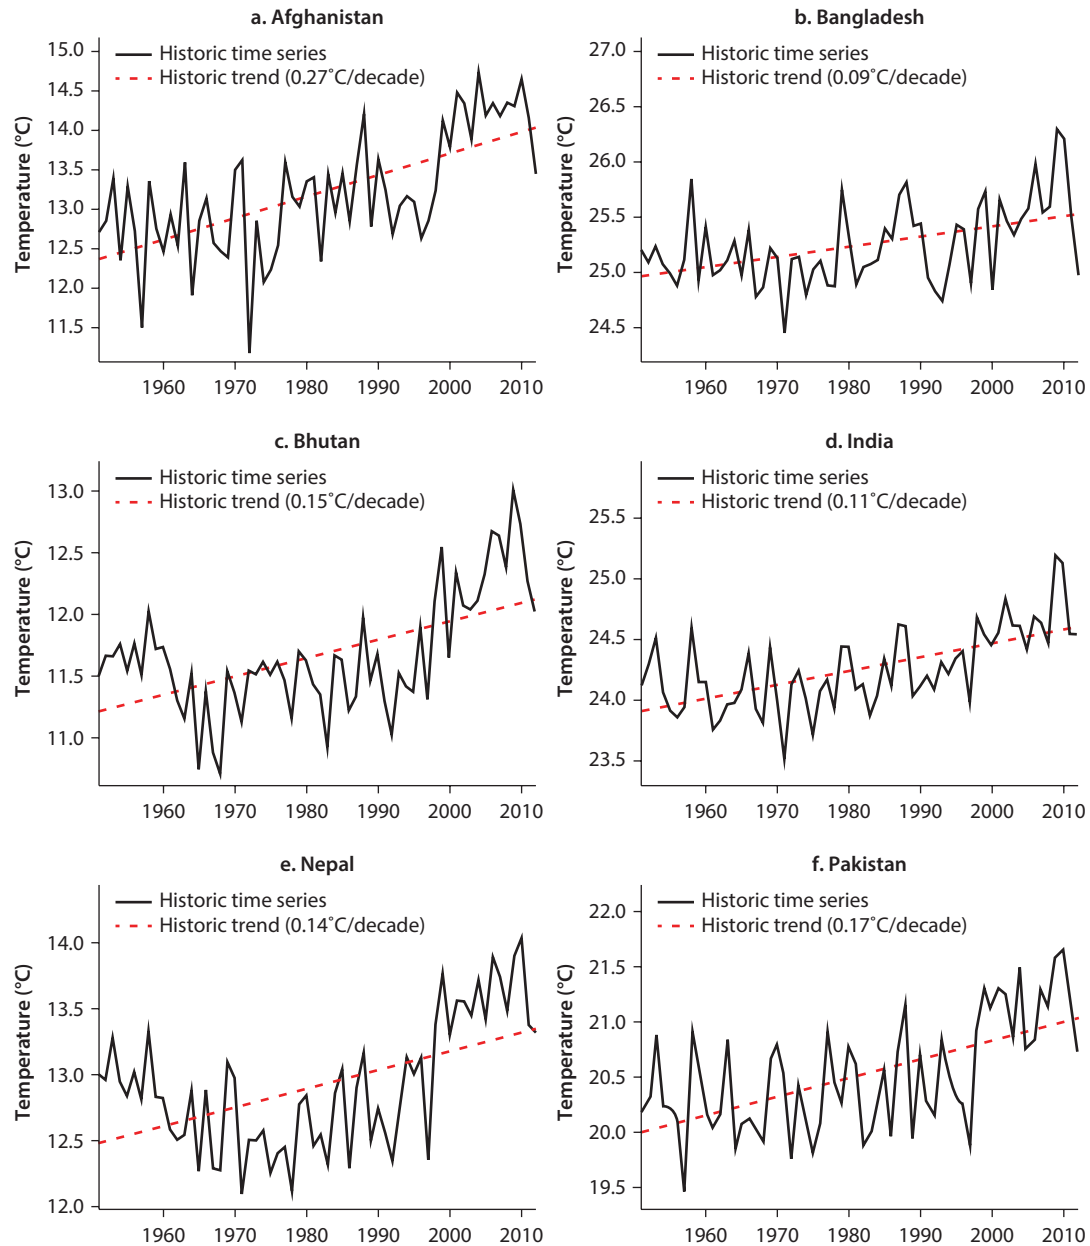 a. Afghanistan
Historic time series
Historic trend (0.27˚C/decade)
Temperature (°C)
15.0
14.5
14.0
13.5
13.0
12.5
12.0
11.5
1960 1970 1980 1990 2000 2010
b. Bangladesh
Historic time series
Historic trend (0.09˚C/decade)
Temperature (°C)
27.0
26.5
26.0
25.5
25.0
24.5
1960 1970 1980 1990 2000 2010
c. Bhutan
Historic time series
Historic trend (0.15˚C/decade)
Temperature (°C)
13.0
12.5
12.0
11.5
11.0
1960 1970 1980 1990 2000 2010
d. India
Historic time series
Historic trend (0.11˚C/decade)
Temperature (°C)
25.5
25.0
24.5
24.0
23.5
1960 1970 1980 1990 2000 2010
e. Nepal
Historic time series
Historic trend (0.14˚C/decade)
Temperature (°C)
14.0
13.5
13.0
12.5
12.0
1960 1970 1980 1990 2000 2010
f. Pakistan
Historic time series
Historic trend (0.17˚C/decade)
Temperature (°C)
22.0
21.5
21.0
20.5
20.0
19.5
1960 1970 1980 1990 2000 2010